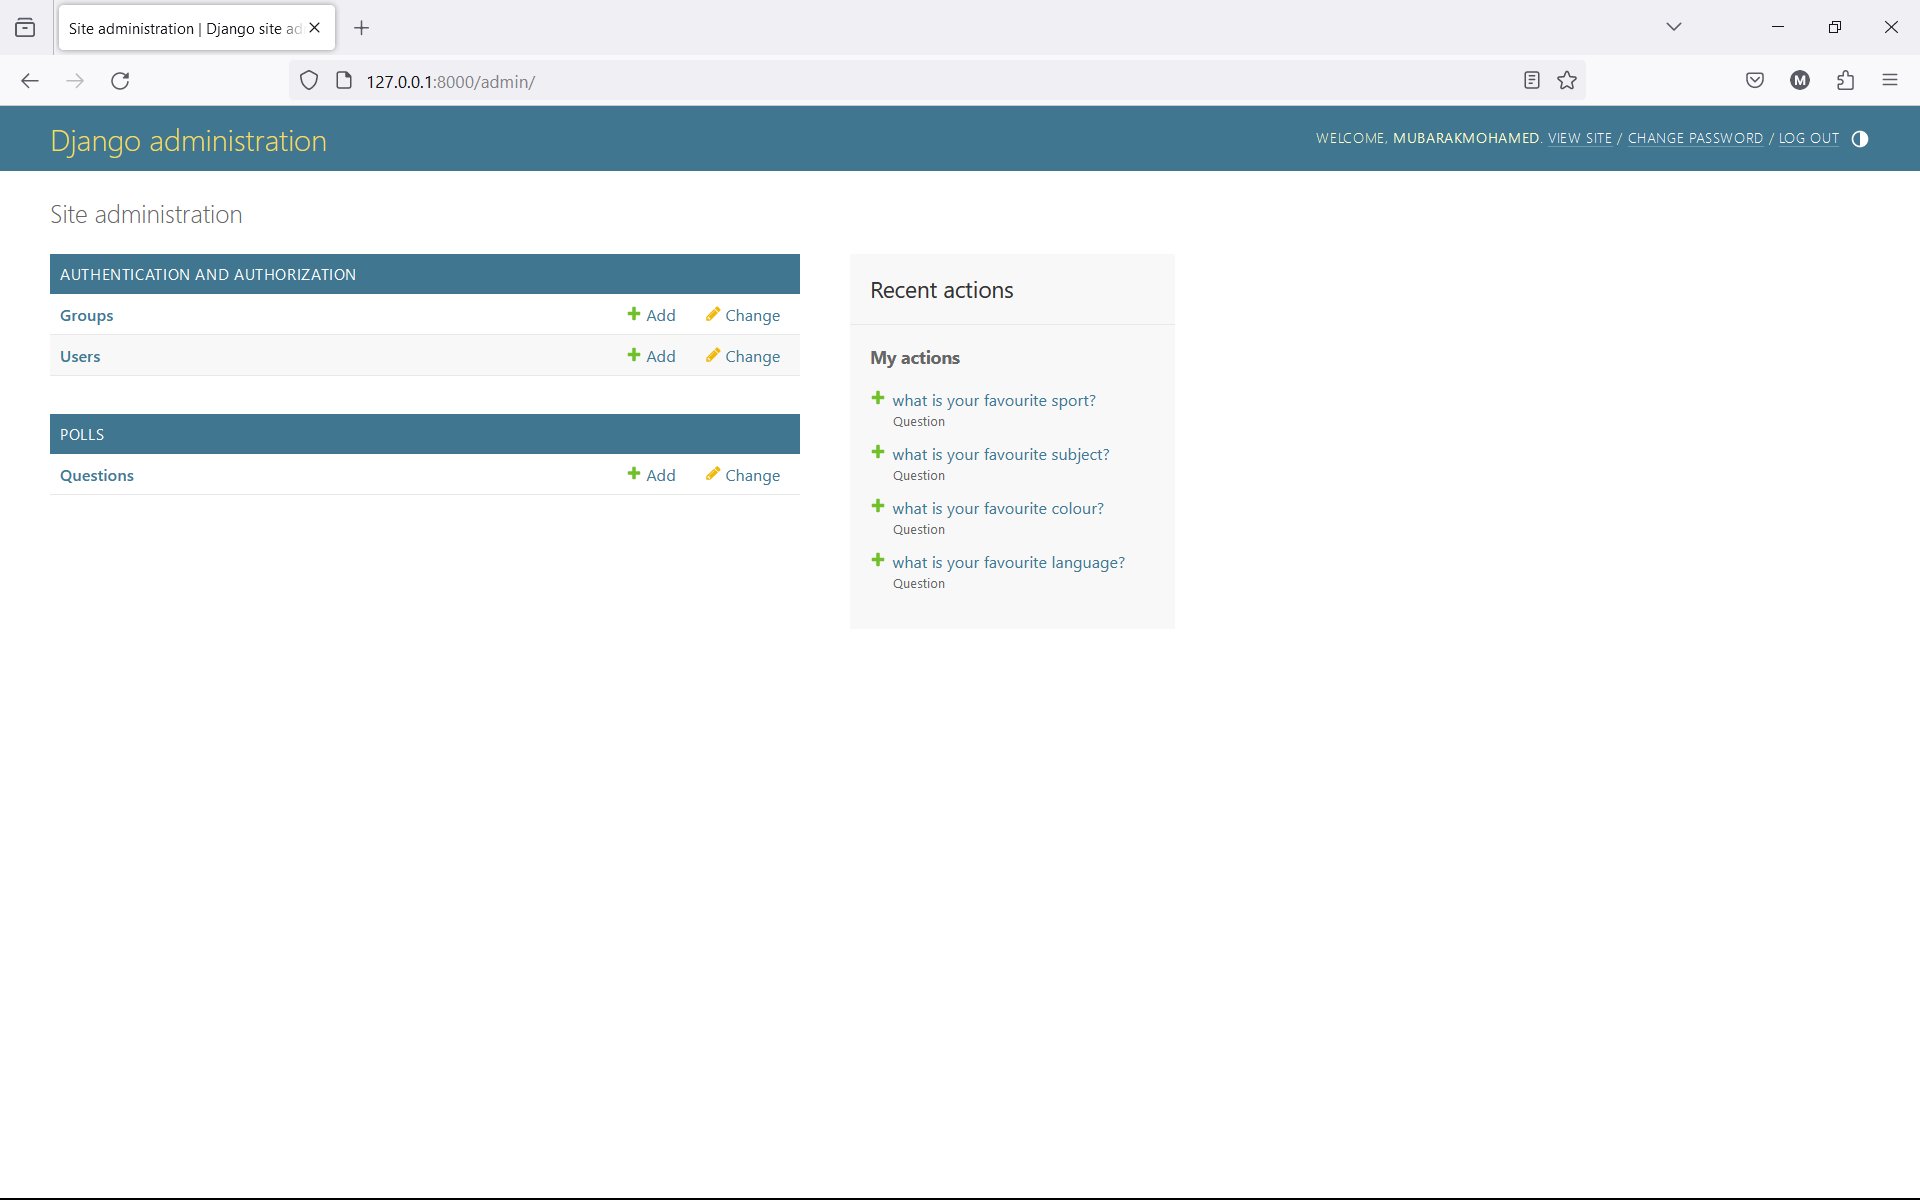 Site administration | Django site ad
127.0.0.1:8000/admin/
M
Django administration
WELCOME, MUBARAKMOHAMED. VIEW SITE / CHANGE PASSWORD / LOG OUT
Site administration
AUTHENTICATION AND AUTHORIZATION
Groups Add Change
Users Add Change
POLLS
Questions Add Change
Recent actions
My actions
what is your favourite sport?
Question
what is your favourite subject?
Question
what is your favourite colour?
Question
what is your favourite language?
Question